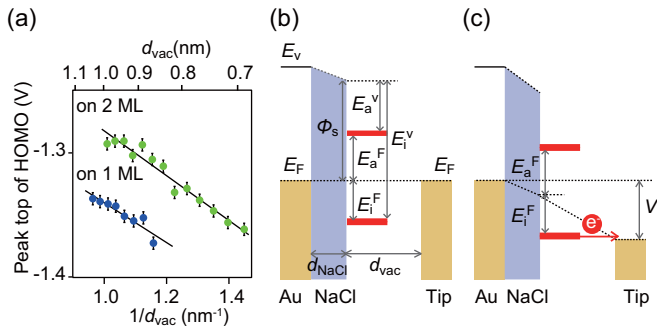 (a)
d_vac(nm)
1.0 0.9 0.8 0.7
Peak top of HOMO (V)
on 2 ML
on 1 ML
-1.3
-1.4
1.0 1.2 1.4
1/d_vac (nm⁻¹)
(b)
E_v
Φ_s
E_a^v
E_i^v
E_a^F
E_F E_F
E_i^F
d_NaCl d_vac
Au NaCl Tip
(c)
E_a^F
E_i^F
V
e⁻
Au NaCl Tip